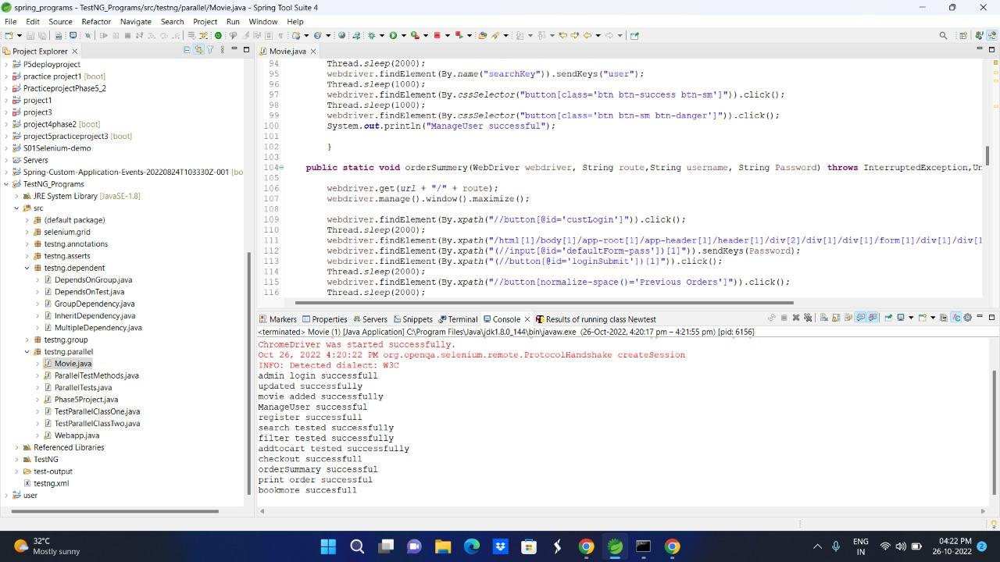 spring_programs - TestNG_Programs/src/testng/parallel/Movie.java - Spring Tool Suite 4
File Edit Source Refactor Navigate Search Project Run Window Help
Project Explorer
P5deployproject
practice project1 [boot]
PracticeprojectPhase5_2
project1
project3
project4phase2 [boot]
project5practiceproject3 [boot]
S01Selenium-demo
Servers
Spring-Custom-Application-Events-20220824T103330Z-001 [bo
TestNG_Programs
JRE System Library [JavaSE-1.8]
src
(default package)
selenium.grid
testng.annotations
testng.asserts
testng.dependent
DependsOnGroup.java
DependsOnTest.java
GroupDependency.java
InheritDependency.java
MultipleDependency.java
testng.group
testng.parallel
Movie.java
ParallelTestMethods.java
ParallelTests.java
Phase5Project.java
TestParallelClassOne.java
TestParallelClassTwo.java
Webapp.java
Referenced Libraries
TestNG
test-output
testng.xml
user
Movie.java
94 Thread.sleep(2000);
95 webdriver.findElement(By.name("searchKey")).sendKeys("user");
96 Thread.sleep(1000);
97 webdriver.findElement(By.cssSelector("button[class='btn btn-success btn-sm']")).click();
98 Thread.sleep(1000);
99 webdriver.findElement(By.cssSelector("button[class='btn btn-sm btn-danger']")).click();
100 System.out.println("ManageUser successful");
101
102 }
103
104 public static void orderSummery(WebDriver webdriver, String route,String username, String Password) throws InterruptedException,Un
105
106 webdriver.get(url + "/" + route);
107 webdriver.manage().window().maximize();
108
109 webdriver.findElement(By.xpath("//button[@id='custLogin']")).click();
110 Thread.sleep(2000);
111 webdriver.findElement(By.xpath("/html[1]/body[1]/app-root[1]/app-header[1]/header[1]/div[2]/div[1]/div[1]/form[1]/div[1]/div[1
112 webdriver.findElement(By.xpath("(//input[@id='defaultForm-pass'])[1]")).sendKeys(Password);
113 webdriver.findElement(By.xpath("(//button[@id='loginSubmit'])[1]")).click();
114 Thread.sleep(2000);
115 webdriver.findElement(By.xpath("//button[normalize-space()='Previous Orders']")).click();
116 Thread.sleep(2000);
Markers Properties Servers Snippets Terminal Console Results of running class Newtest
<terminated> Movie (1) [Java Application] C:\Program Files\Java\jdk1.8.0_144\bin\javaw.exe (26-Oct-2022, 4:20:17 pm – 4:21:55 pm) [pid: 6156]
ChromeDriver was started successfully.
Oct 26, 2022 4:20:22 PM org.openqa.selenium.remote.ProtocolHandshake createSession
INFO: Detected dialect: W3C
admin login successfull
updated successfully
movie added successfully
ManageUser successful
register successfull
search tested successfully
filter tested successfully
addtocart tested successfully
checkout successfull
orderSummary successful
print order successful
bookmore succesfull
32°C
Mostly sunny
ENG
IN
04:22 PM
26-10-2022
2